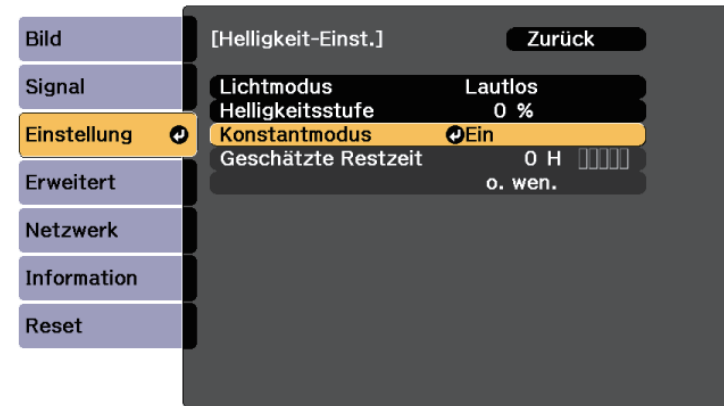 Bild
Signal
Einstellung
Erweitert
Netzwerk
Information
Reset
[Helligkeit-Einst.] Zurück
Lichtmodus Lautlos
Helligkeitsstufe 0 %
Konstantmodus Ein
Geschätzte Restzeit 0 H
o. wen.